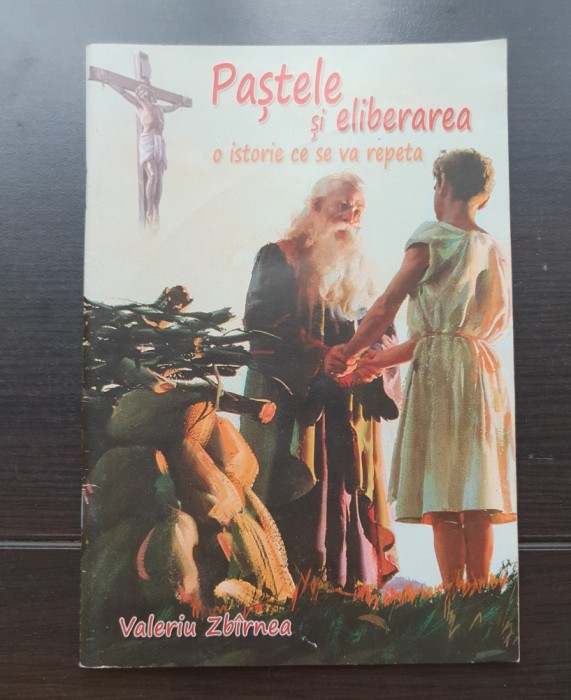 Paștele
și eliberarea
o istorie ce se va repeta
Valeriu Zbîrnea